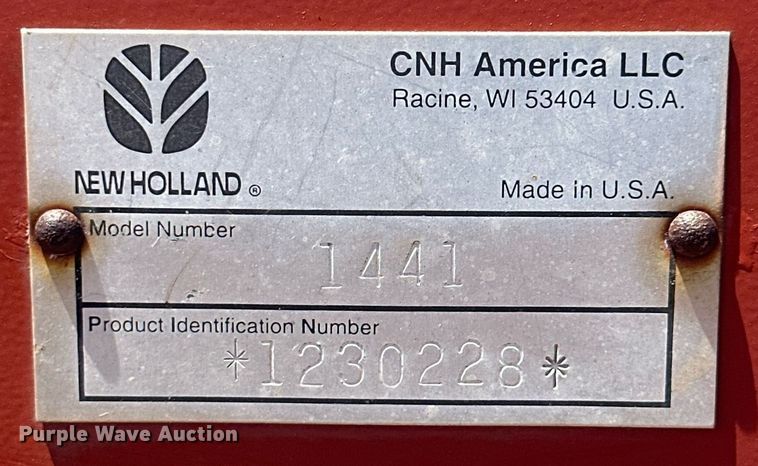 CNH America LLC
Racine, WI 53404 U.S.A.
NEW HOLLAND ®
Made in U.S.A.
Model Number
1441
Product Identification Number
*1230228*
Purple Wave Auction